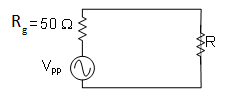 Rg = 50 Ω
R
Vpp